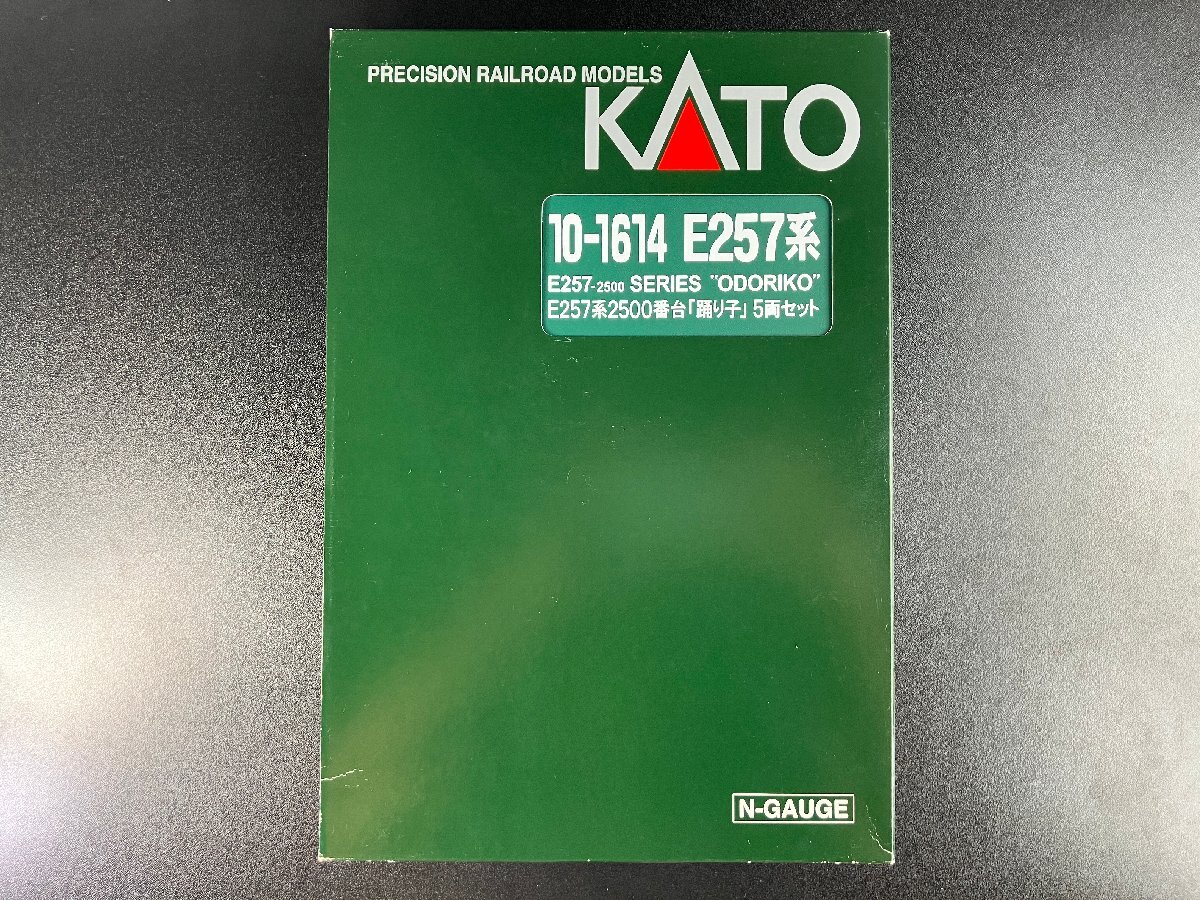 PRECISION RAILROAD MODELS
KATO
10-1614 E257系
E257-2500 SERIES "ODORIKO"
E257系2500番台「踊り子」5両セット
N-GAUGE